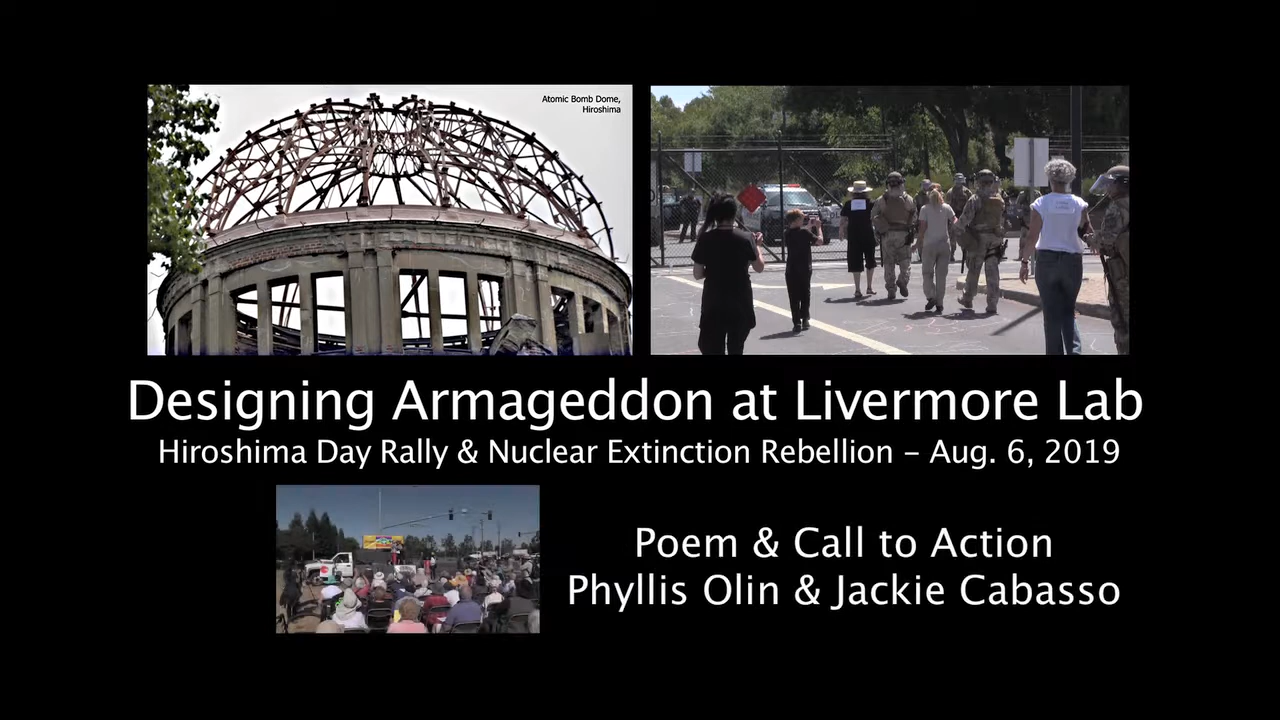 Atomic Bomb Dome,
Hiroshima
Designing Armageddon at Livermore Lab
Hiroshima Day Rally & Nuclear Extinction Rebellion – Aug. 6, 2019
Poem & Call to Action
Phyllis Olin & Jackie Cabasso